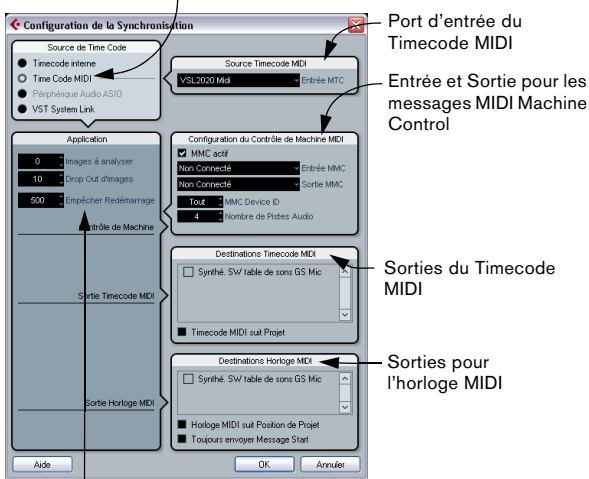 Configuration de la Synchronisation
Source de Time Code
Timecode interne
Time Code MIDI
Périphérique Audio ASIO
VST System Link
Source Timecode MIDI
VSL2020 Midi
Entrée MTC
Port d'entrée du
Timecode MIDI
Entrée et Sortie pour les
messages MIDI Machine
Control
Application
0 Images à analyser
10 Drop Out d'images
500 Empêcher Redémarrage
ntrôle de Machine
Sortie Timecode MIDI
Sortie Horloge MIDI
Configuration du Contrôle de Machine MIDI
MMC actif
Non Connecté Entrée MMC
Non Connecté Sortie MMC
Tout MMC Device ID
4 Nombre de Pistes Audio
Destinations Timecode MIDI
Synthé. SW table de sons GS Mic
Timecode MIDI suit Projet
Sorties du Timecode
MIDI
Destinations Horloge MIDI
Synthé. SW table de sons GS Mic
Horloge MIDI suit Position de Projet
Toujours envoyer Message Start
Sorties pour
l'horloge MIDI
Aide
OK
Annuler